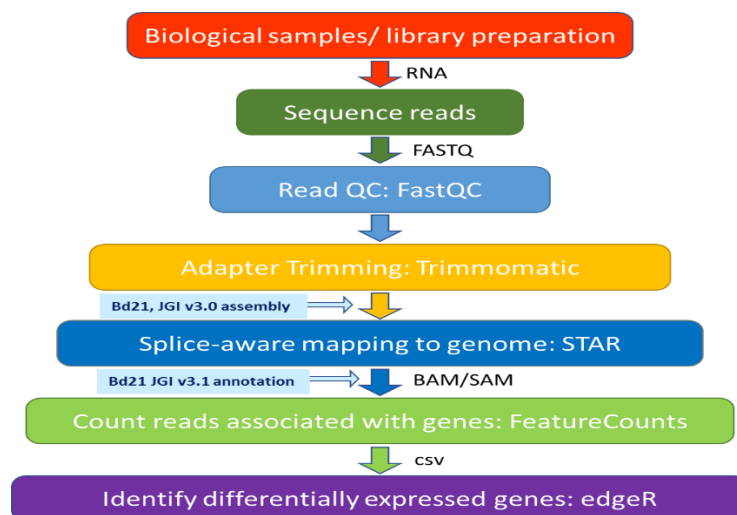 Biological samples/ library preparation
RNA
Sequence reads
FASTQ
Read QC: FastQC
Adapter Trimming: Trimmomatic
Bd21, JGI v3.0 assembly
Splice-aware mapping to genome: STAR
Bd21 JGI v3.1 annotation
BAM/SAM
Count reads associated with genes: FeatureCounts
csv
Identify differentially expressed genes: edgeR